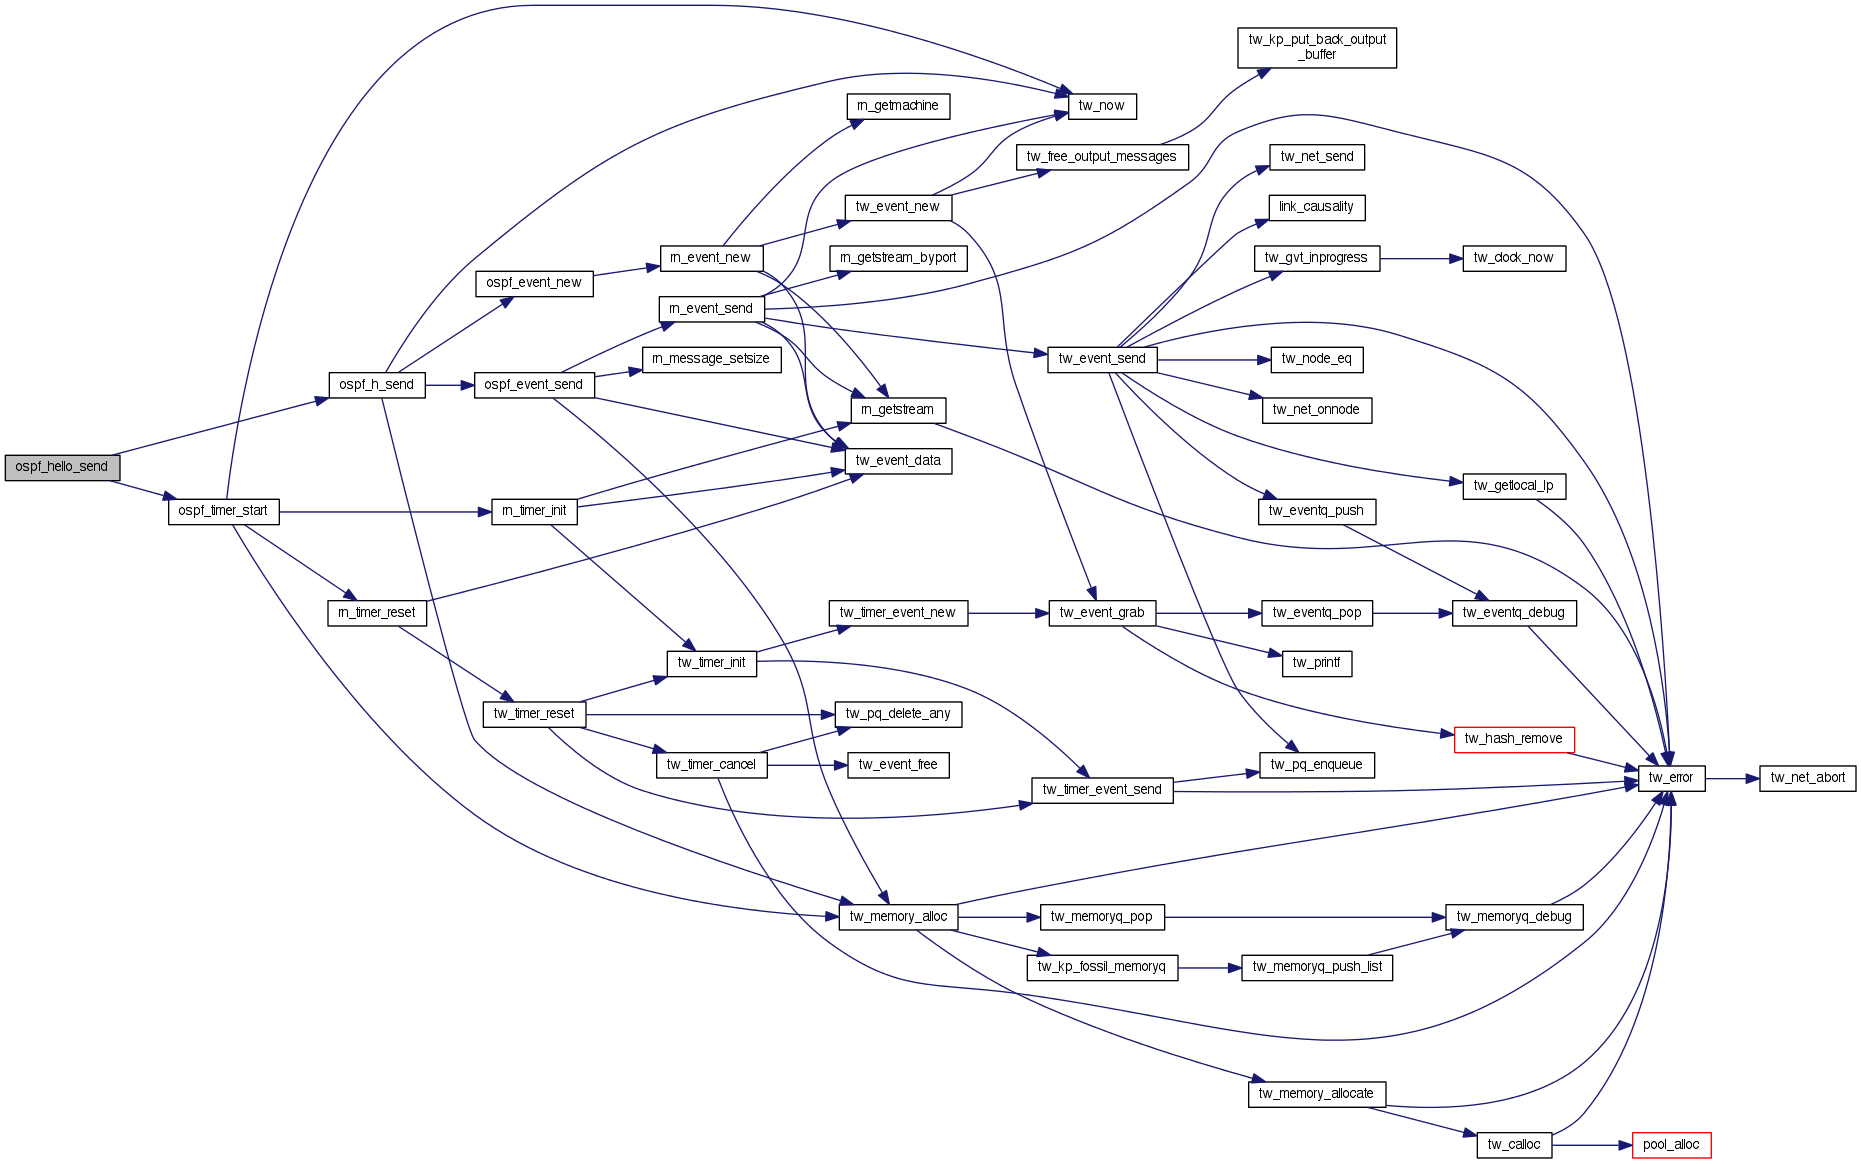 tw_kp_put_back_output
_buffer
rn_getmachine
tw_now
tw_free_output_messages
tw_net_send
tw_event_new
link_causality
rn_event_new
rn_getstream_byport
tw_gvt_inprogress
tw_clock_now
ospf_event_new
rn_event_send
rn_message_setsize
tw_event_send
tw_node_eq
ospf_h_send
ospf_event_send
rn_getstream
tw_net_onnode
ospf_hello_send
tw_event_data
tw_getlocal_lp
ospf_timer_start
rn_timer_init
tw_eventq_push
rn_timer_reset
tw_timer_event_new
tw_event_grab
tw_eventq_pop
tw_eventq_debug
tw_timer_init
tw_printf
tw_timer_reset
tw_pq_delete_any
tw_hash_remove
tw_timer_cancel
tw_event_free
tw_pq_enqueue
tw_timer_event_send
tw_error
tw_net_abort
tw_memory_alloc
tw_memoryq_pop
tw_memoryq_debug
tw_kp_fossil_memoryq
tw_memoryq_push_list
tw_memory_allocate
tw_calloc
pool_alloc